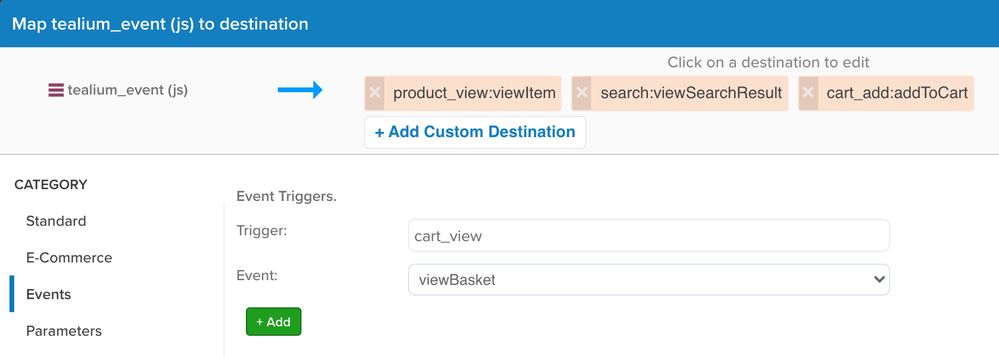 Map tealium_event (js) to destination
Click on a destination to edit
tealium_event (js)
× product_view:viewItem × search:viewSearchResult × cart_add:addToCart
+ Add Custom Destination
CATEGORY
Standard
E-Commerce
Events
Parameters
Event Triggers.
Trigger: cart_view
Event: viewBasket
+ Add